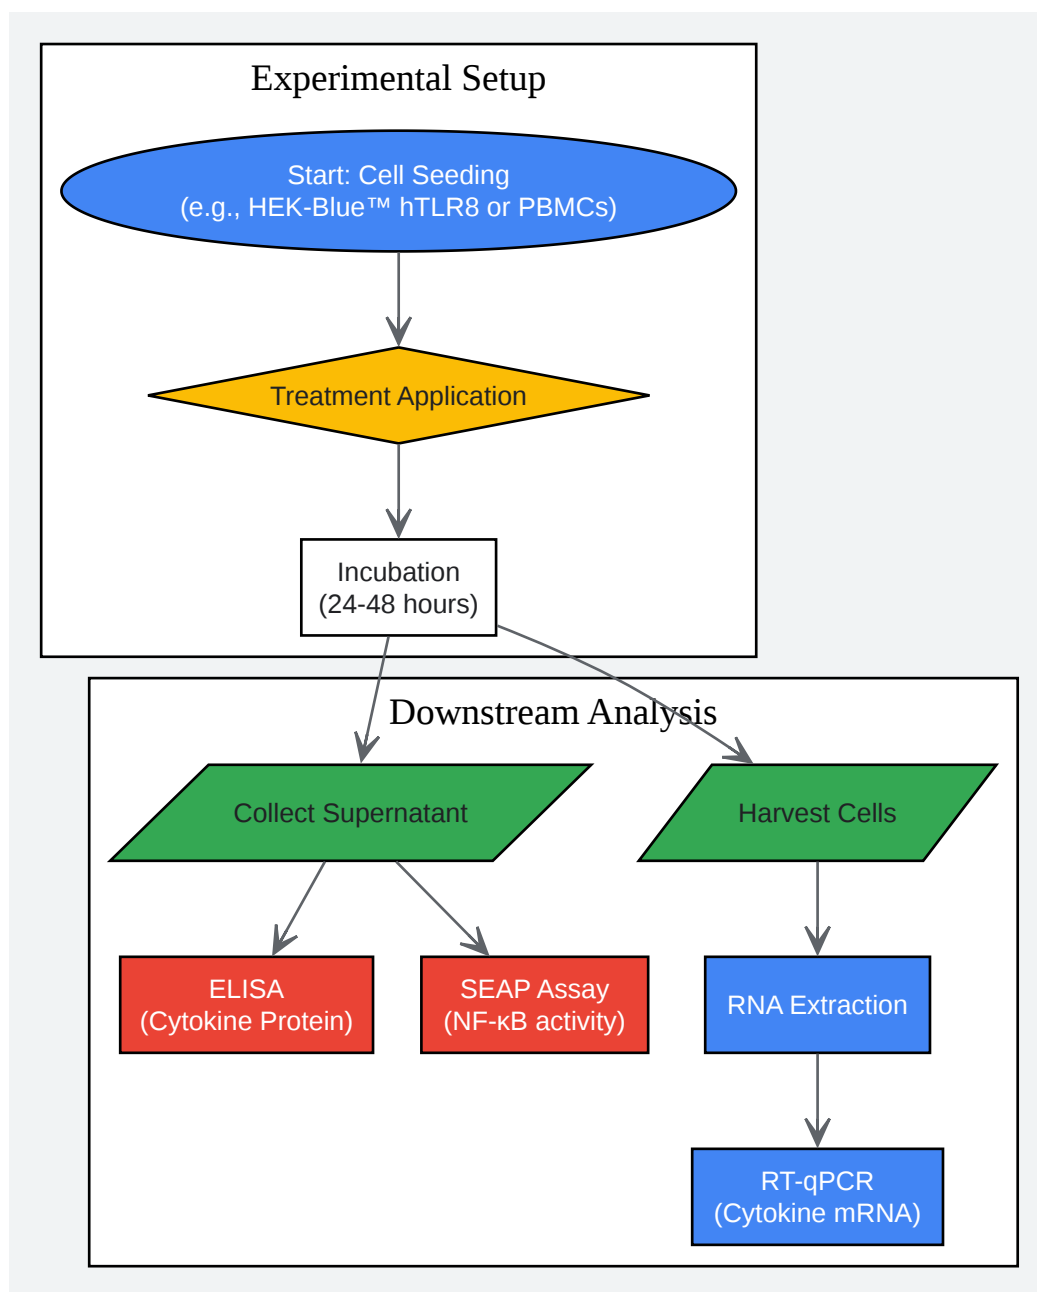 Experimental Setup
Start: Cell Seeding
(e.g., HEK-Blue™ hTLR8 or PBMCs)
Treatment Application
Incubation
(24-48 hours)
Downstream Analysis
Collect Supernatant
Harvest Cells
ELISA
(Cytokine Protein)
SEAP Assay
(NF-κB activity)
RNA Extraction
RT-qPCR
(Cytokine mRNA)